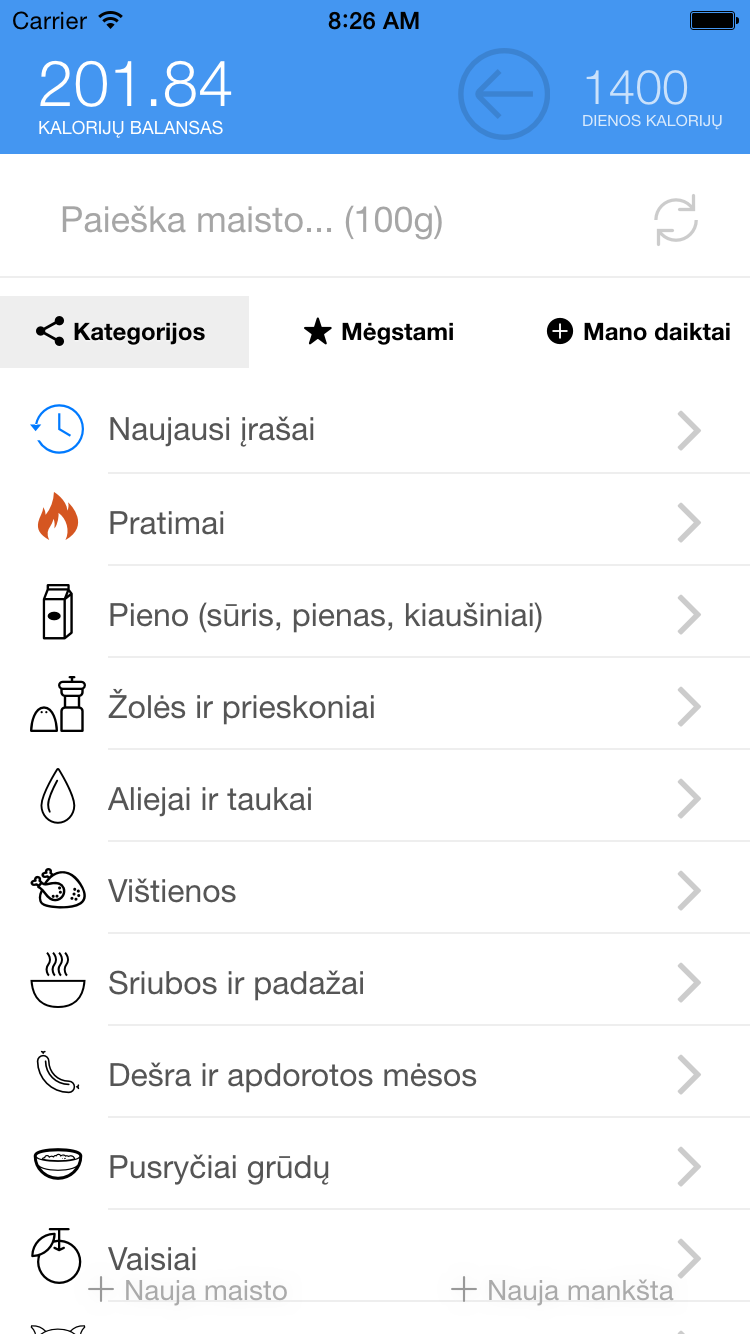 Carrier 8:26 AM
201.84 1400
KALORIJŲ BALANSAS DIENOS KALORIJŲ
Paieška maisto... (100g)
Kategorijos Mėgstami Mano daiktai
Naujausi įrašai
Pratimai
Pieno (sūris, pienas, kiaušiniai)
Žolės ir prieskoniai
Aliejai ir taukai
Vištienos
Sriubos ir padažai
Dešra ir apdorotos mėsos
Pusryčiai grūdų
Vaisiai
Nauja maisto Nauja mankšta